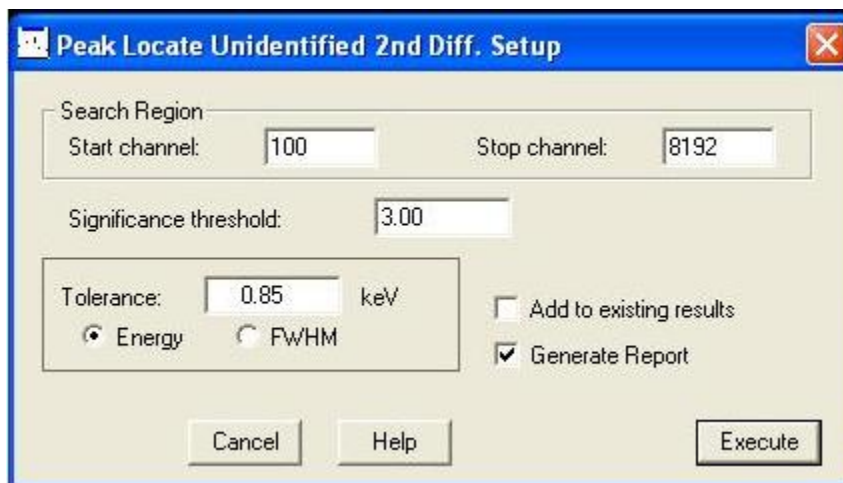 Peak Locate Unidentified 2nd Diff. Setup
Search Region
Start channel: 100 Stop channel: 8192
Significance threshold: 3.00
Tolerance: 0.85 keV
Energy FWHM
Add to existing results
Generate Report
Cancel Help Execute